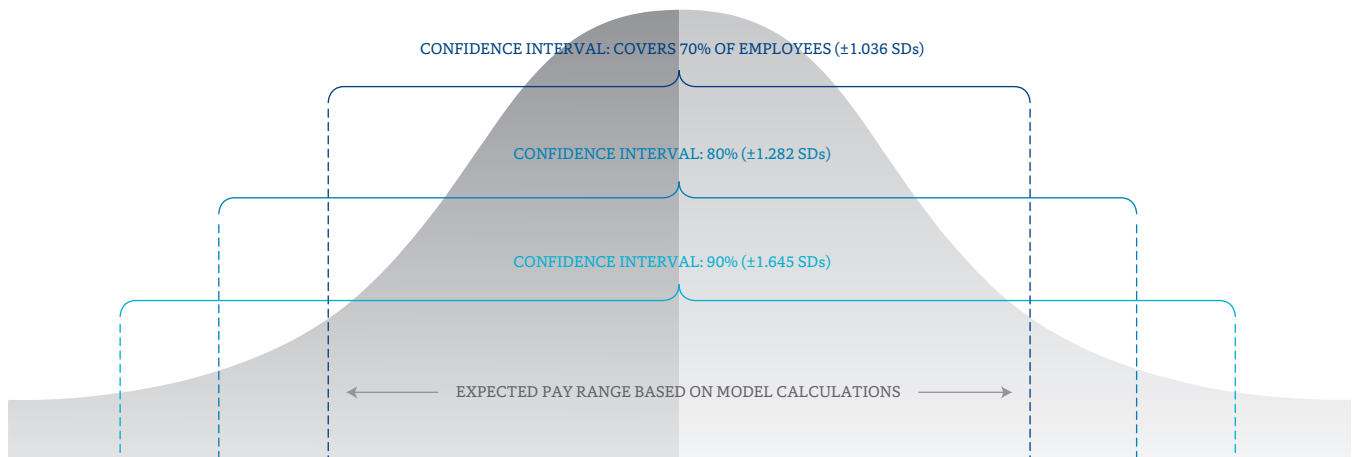 CONFIDENCE INTERVAL: COVERS 70% OF EMPLOYEES (±1.036 SDs)
CONFIDENCE INTERVAL: 80% (±1.282 SDs)
CONFIDENCE INTERVAL: 90% (±1.645 SDs)
EXPECTED PAY RANGE BASED ON MODEL CALCULATIONS